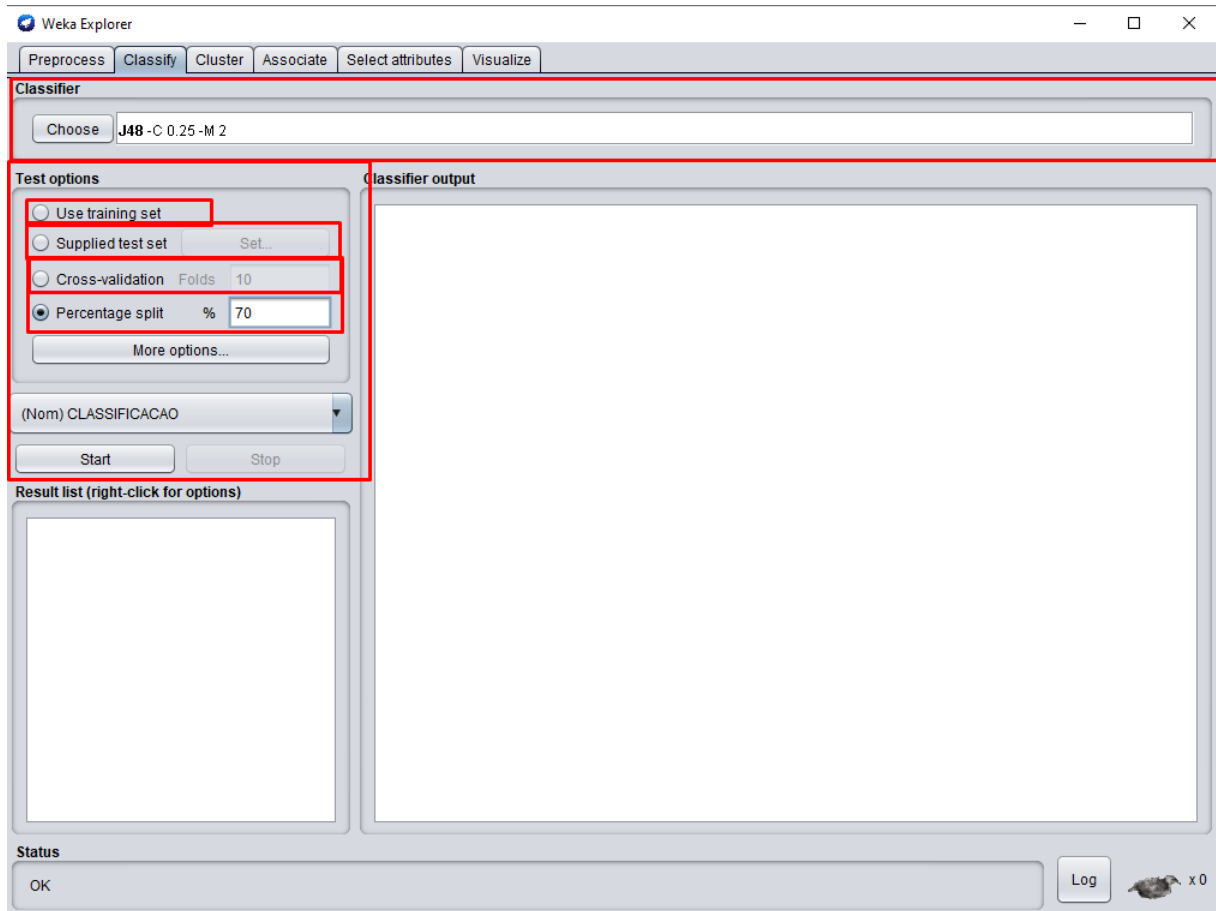 Weka Explorer
Preprocess Classify Cluster Associate Select attributes Visualize
Classifier
Choose J48 -C 0.25 -M 2
Test options
Use training set
Supplied test set Set...
Cross-validation Folds 10
Percentage split % 70
More options...
(Nom) CLASSIFICACAO
Start Stop
Result list (right-click for options)
Classifier output
Status
OK
Log
x 0